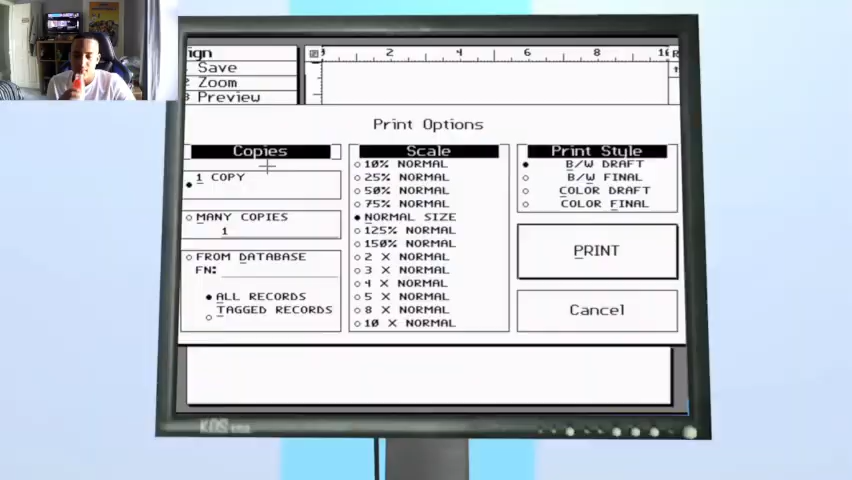 ign
Save
Zoom
Preview
2 4 6 8
Print Options
Copies
1 COPY
MANY COPIES
1
FROM DATABASE
FN:
ALL RECORDS
TAGGED RECORDS
Scale
10% NORMAL
25% NORMAL
50% NORMAL
75% NORMAL
NORMAL SIZE
125% NORMAL
150% NORMAL
2 X NORMAL
3 X NORMAL
4 X NORMAL
5 X NORMAL
8 X NORMAL
10 X NORMAL
Print Style
B/W DRAFT
B/W FINAL
COLOR DRAFT
COLOR FINAL
PRINT
Cancel